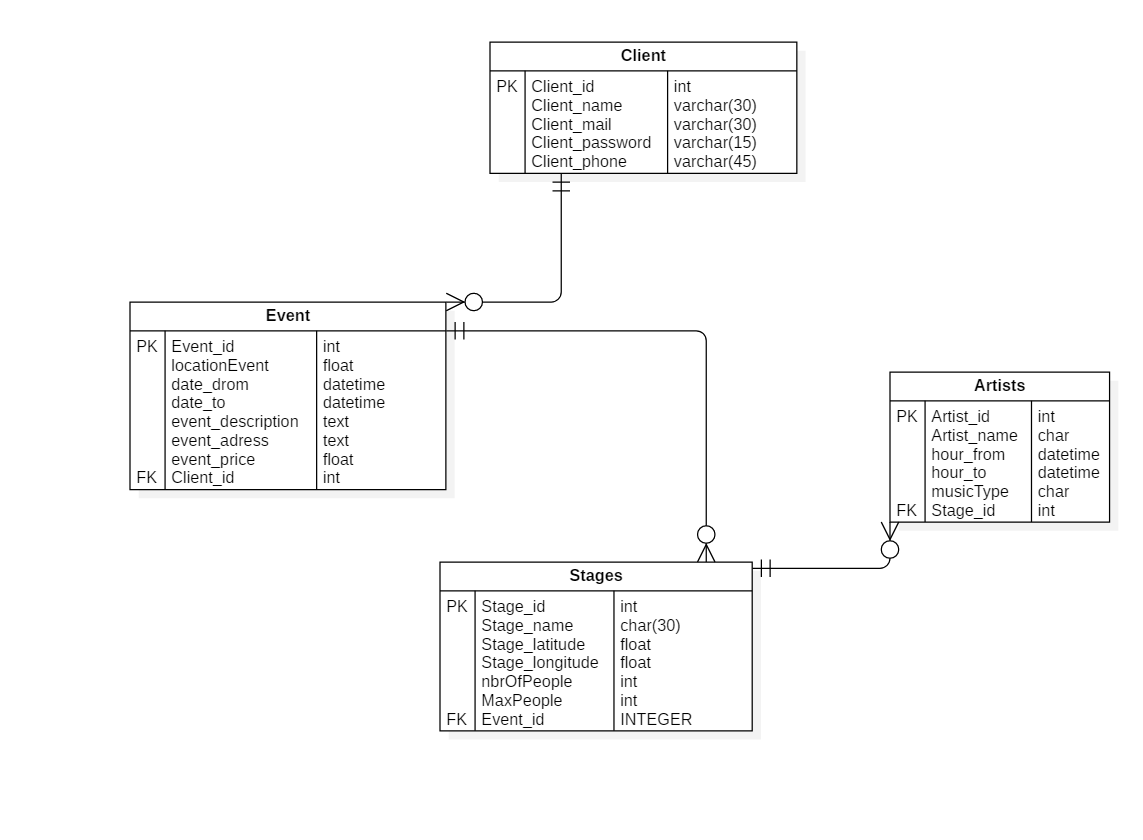 Client
PK Client_id int
Client_name varchar(30)
Client_mail varchar(30)
Client_password varchar(15)
Client_phone varchar(45)
Event
PK Event_id int
locationEvent float
date_drom datetime
date_to datetime
event_description text
event_adress text
event_price float
FK Client_id int
Artists
PK Artist_id int
Artist_name char
hour_from datetime
hour_to datetime
musicType char
FK Stage_id int
Stages
PK Stage_id int
Stage_name char(30)
Stage_latitude float
Stage_longitude float
nbrOfPeople int
MaxPeople int
FK Event_id INTEGER